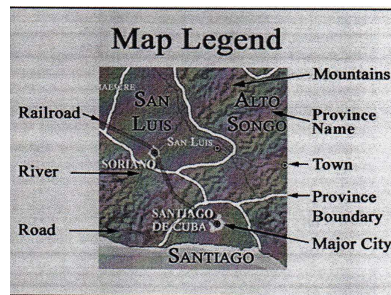 Map Legend
Mountains
MAESTRE
SAN
LUIS
ALTO
SONGO
Railroad
Province
Name
SAN LUIS
SORIANO
Town
River
Province
Boundary
SANTIAGO
DE CUBA
Road
Major City
SANTIAGO